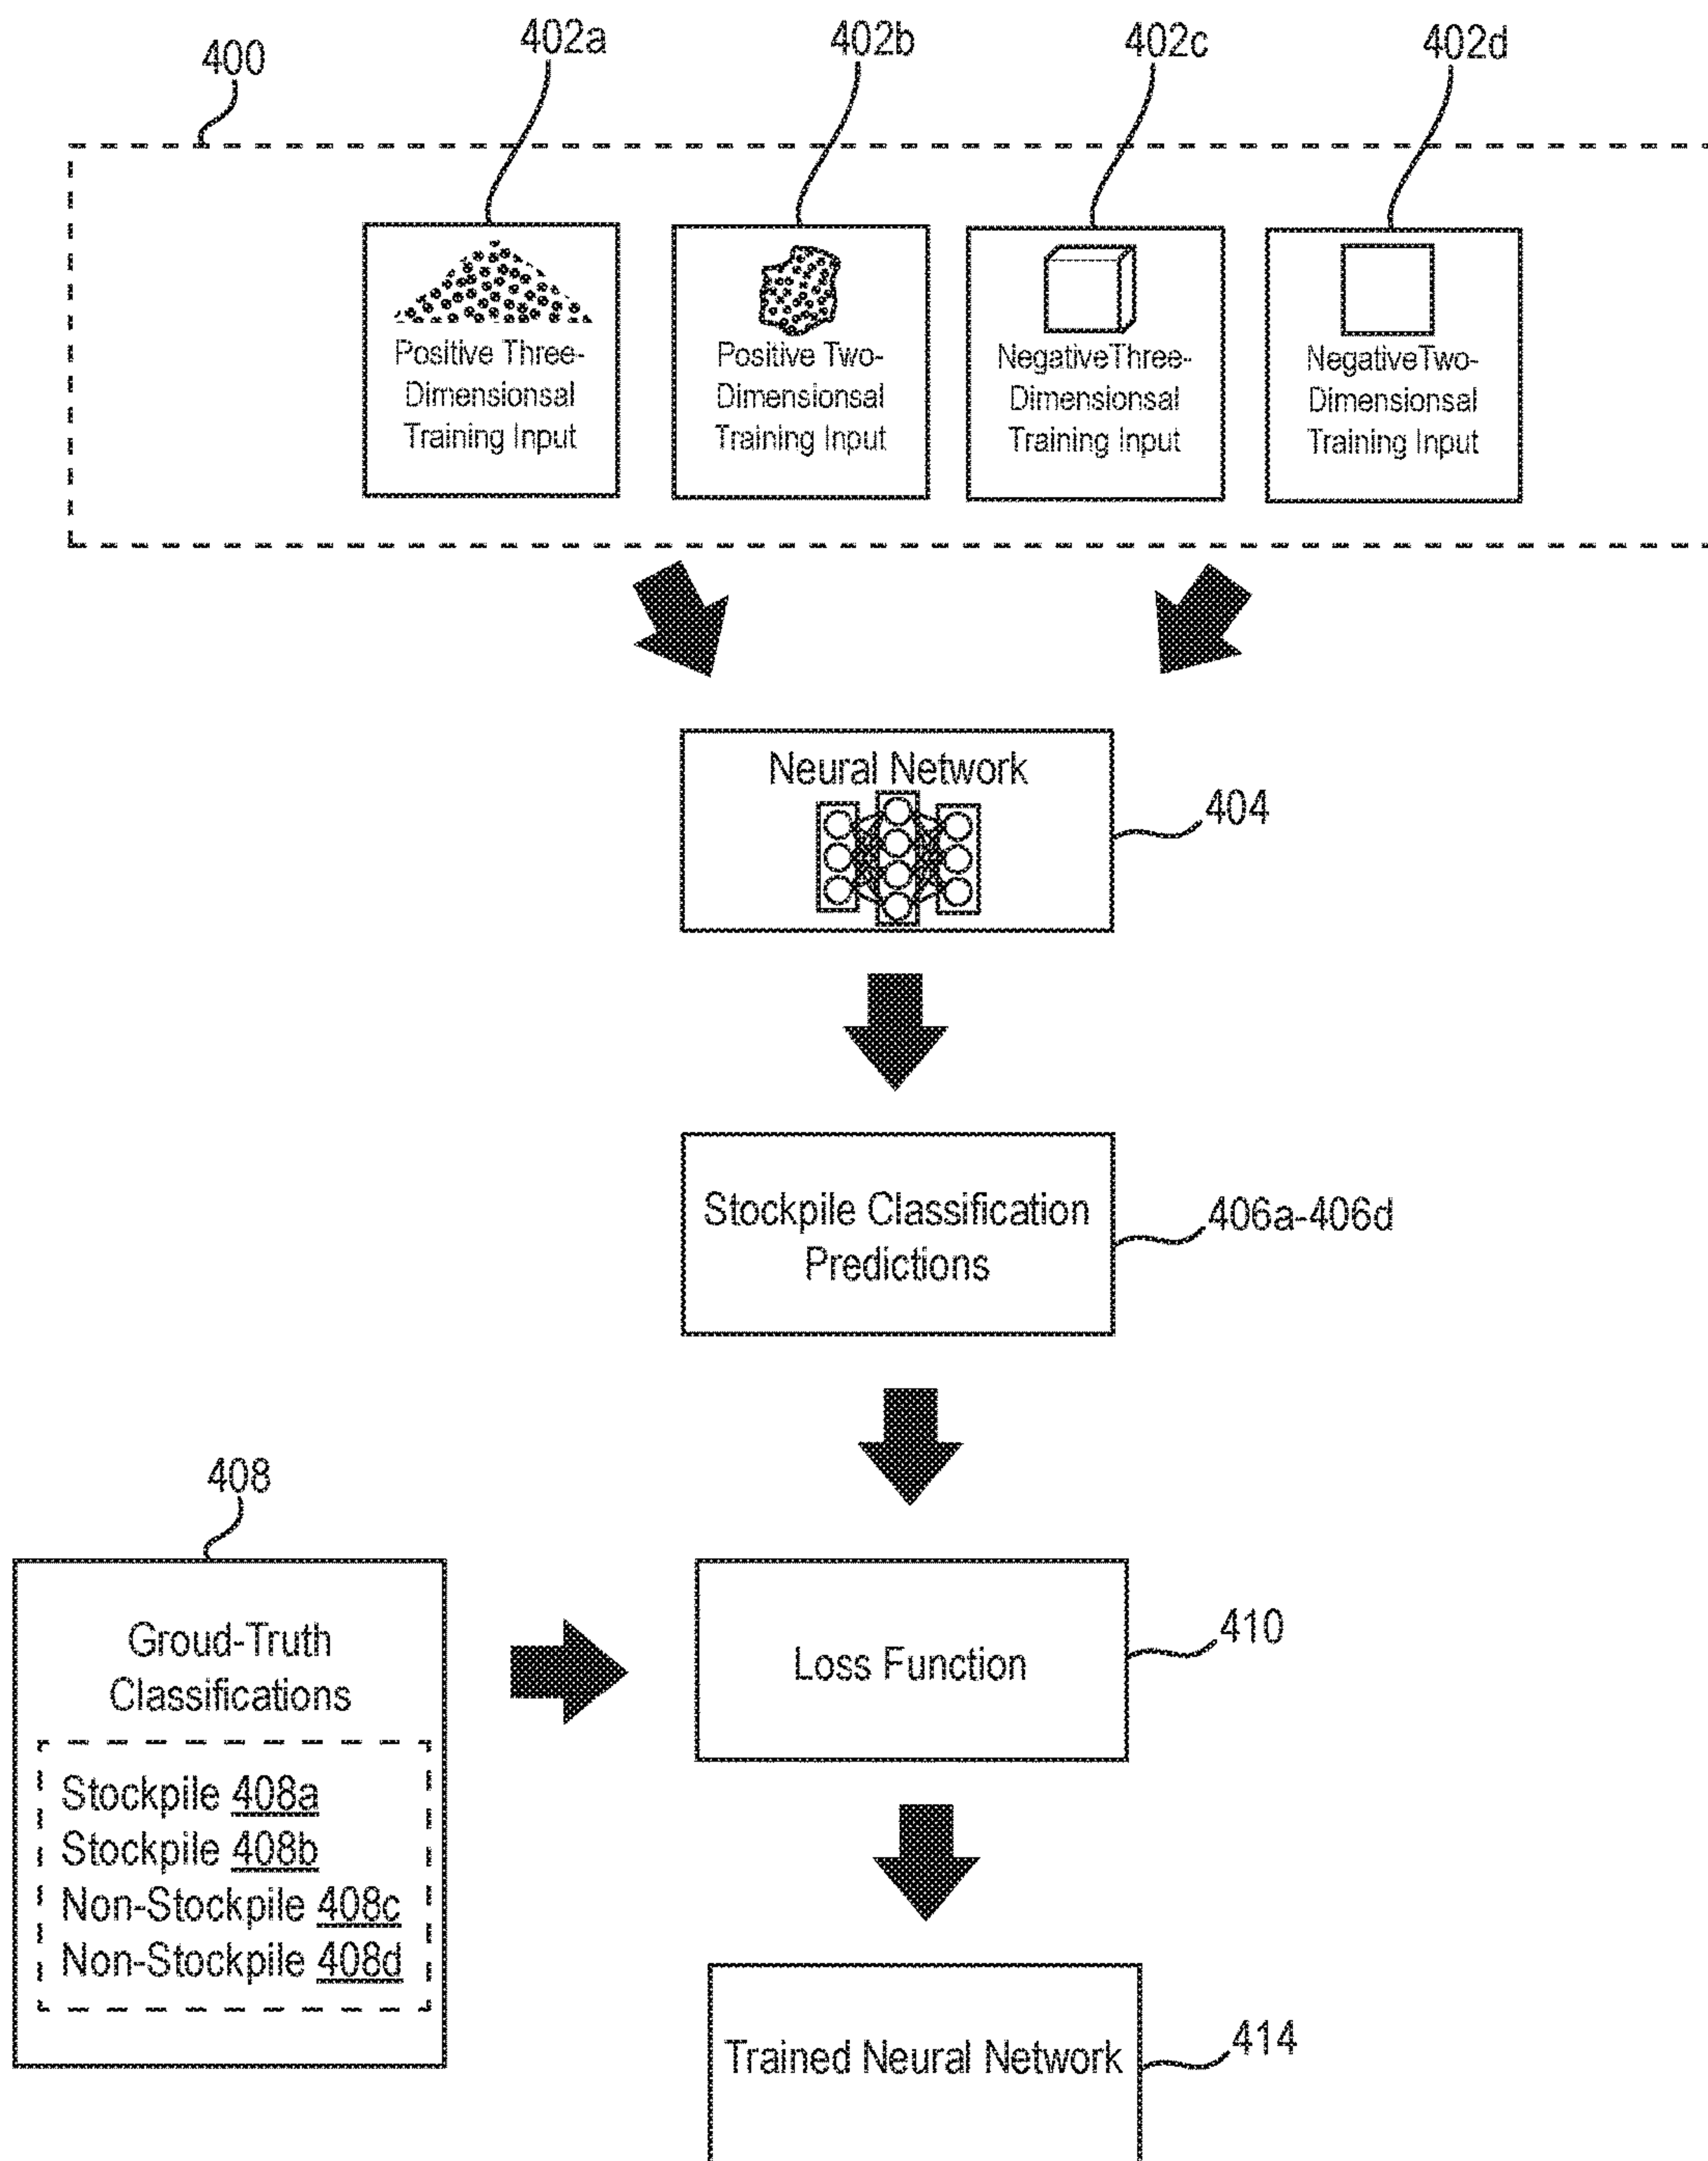 400
402a
402b
402c
402d
Positive Three-
Dimensionsal
Training Input
Positive Two-
Dimensionsal
Training Input
NegativeThree-
Dimensionsal
Training Input
NegativeTwo-
Dimensionsal
Training Input
Neural Network
404
Stockpile Classification
Predictions
406a-406d
408
Groud-Truth
Classifications
Stockpile 408a
Stockpile 408b
Non-Stockpile 408c
Non-Stockpile 408d
Loss Function
410
Trained Neural Network
414